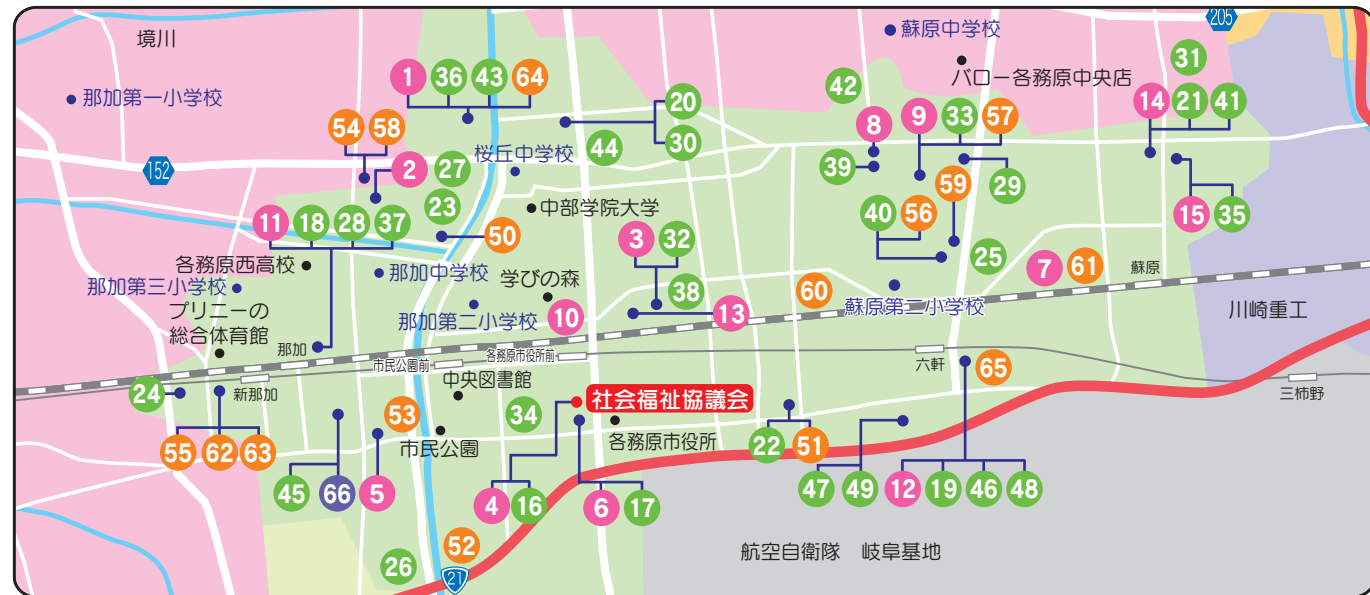 205
境川
蘇原中学校
バロー各務原中央店
31
1
36
43
64
42
那加第一小学校
20
14
21
41
54
58
8
9
33
57
30
44
桜丘中学校
152
2
27
39
29
59
23
中部学院大学
40
56
15
35
11
18
28
37
50
3
32
25
各務原西高校
那加中学校
学びの森
7
61
蘇原
那加第三小学校
38
60
プリニーの
総合体育館
那加第二小学校
10
13
蘇原第二小学校
川崎重工
那加
市民公園前
各務原市役所前
六軒
65
中央図書館
24
新那加
三柿野
社会福祉協議会
53
34
市民公園
各務原市役所
55
62
63
22
51
45
66
5
4
16
6
17
47
49
12
19
46
48
52
26
21
航空自衛隊 岐阜基地